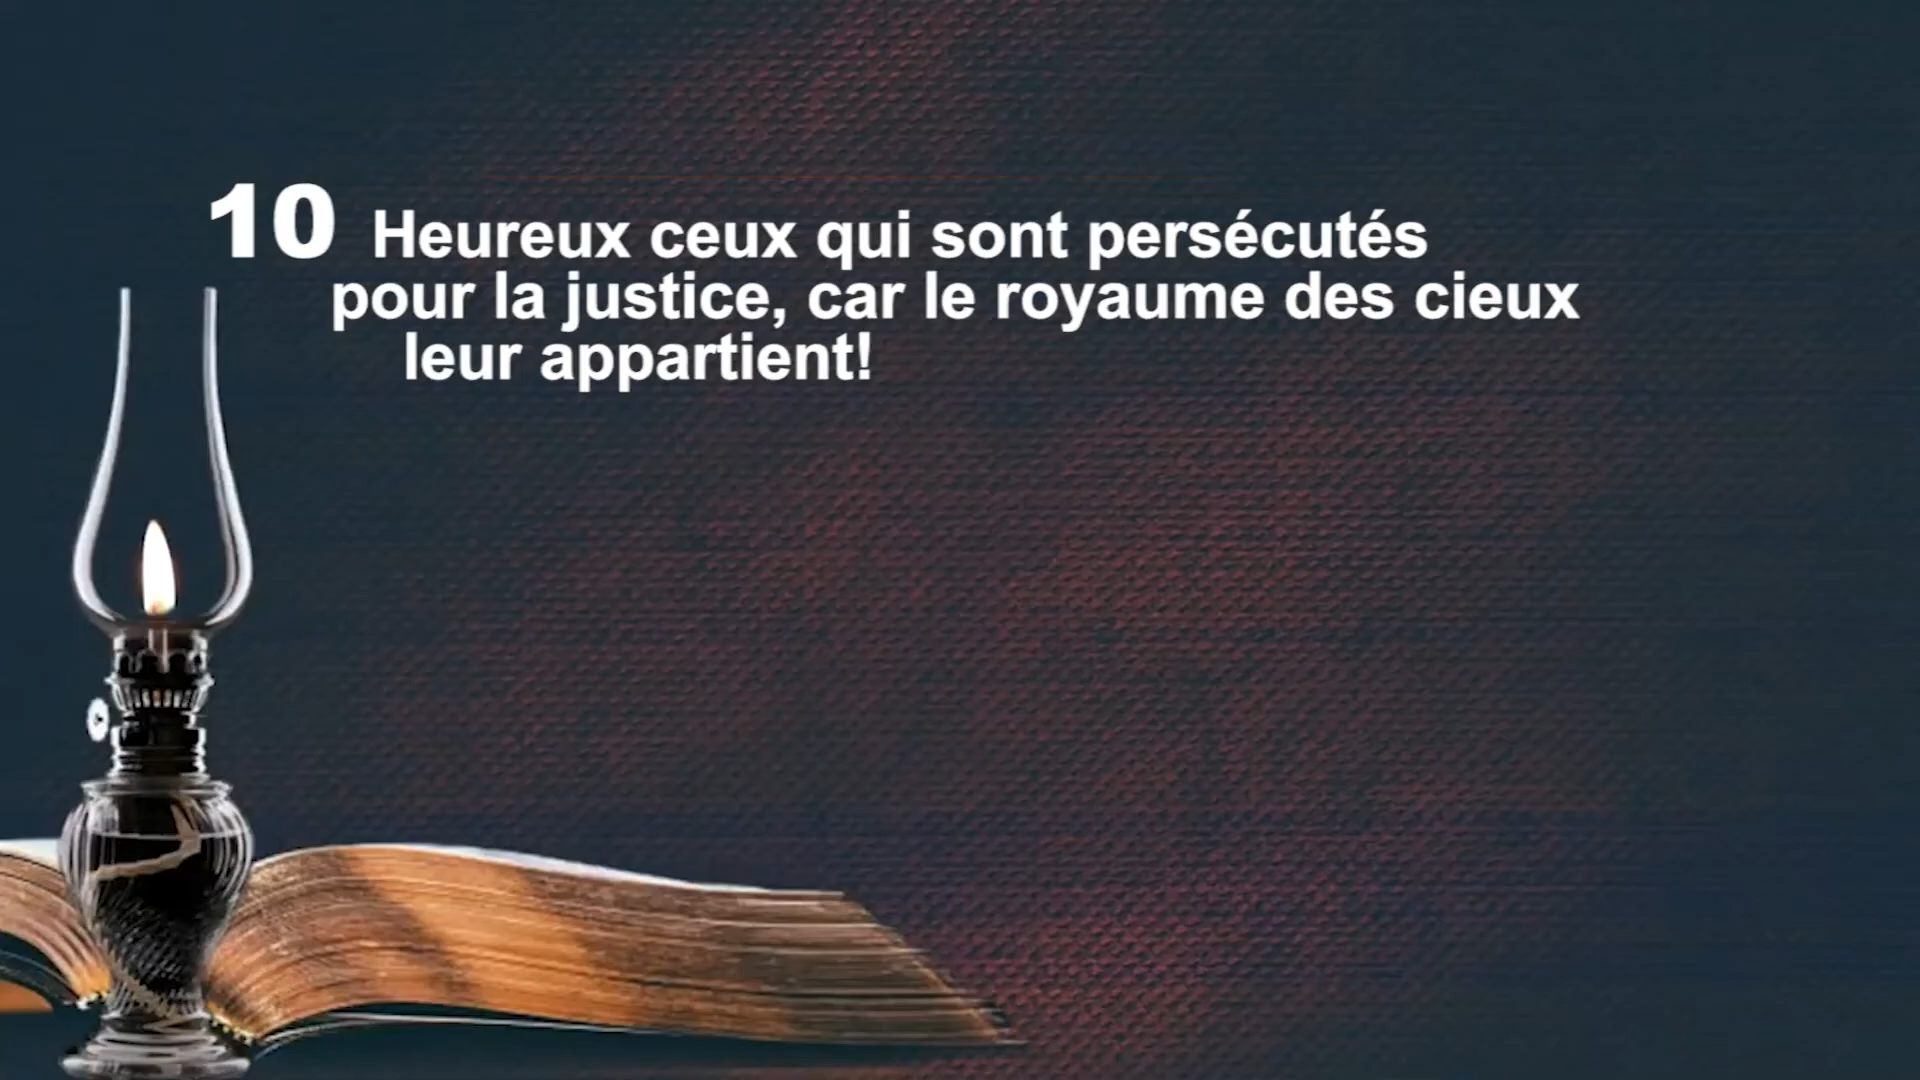 10 Heureux ceux qui sont persécutés
pour la justice, car le royaume des cieux
leur appartient!